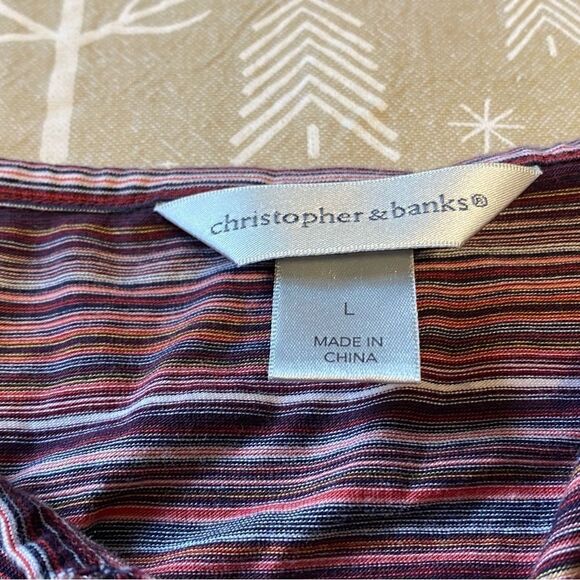 christopher & banks®
L
MADE IN
CHINA